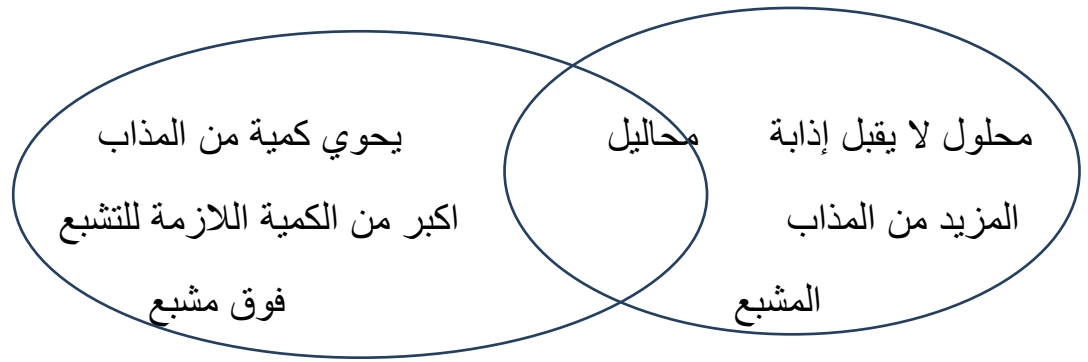 محلول لا يقبل إذابة محاليل يحوي كمية من المذاب
المزيد من المذاب اكبر من الكمية اللازمة للتشبع
المشبع فوق مشبع